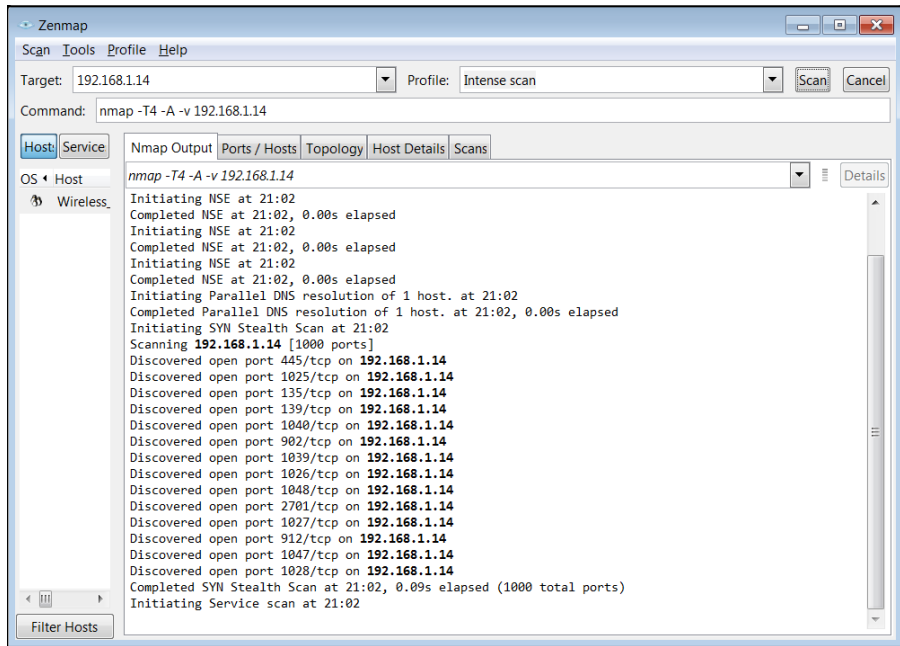 Zenmap
Scan Tools Profile Help
Target: 192.168.1.14 Profile: Intense scan Scan Cancel
Command: nmap -T4 -A -v 192.168.1.14
Hosts Service Nmap Output Ports / Hosts Topology Host Details Scans
OS Host nmap -T4 -A -v 192.168.1.14 Details
Wireless_
Initiating NSE at 21:02
Completed NSE at 21:02, 0.00s elapsed
Initiating NSE at 21:02
Completed NSE at 21:02, 0.00s elapsed
Initiating NSE at 21:02
Completed NSE at 21:02, 0.00s elapsed
Initiating Parallel DNS resolution of 1 host. at 21:02
Completed Parallel DNS resolution of 1 host. at 21:02, 0.00s elapsed
Initiating SYN Stealth Scan at 21:02
Scanning 192.168.1.14 [1000 ports]
Discovered open port 445/tcp on 192.168.1.14
Discovered open port 1025/tcp on 192.168.1.14
Discovered open port 135/tcp on 192.168.1.14
Discovered open port 139/tcp on 192.168.1.14
Discovered open port 1040/tcp on 192.168.1.14
Discovered open port 902/tcp on 192.168.1.14
Discovered open port 1039/tcp on 192.168.1.14
Discovered open port 1026/tcp on 192.168.1.14
Discovered open port 1048/tcp on 192.168.1.14
Discovered open port 2701/tcp on 192.168.1.14
Discovered open port 1027/tcp on 192.168.1.14
Discovered open port 912/tcp on 192.168.1.14
Discovered open port 1047/tcp on 192.168.1.14
Discovered open port 1028/tcp on 192.168.1.14
Completed SYN Stealth Scan at 21:02, 0.09s elapsed (1000 total ports)
Initiating Service scan at 21:02
Filter Hosts